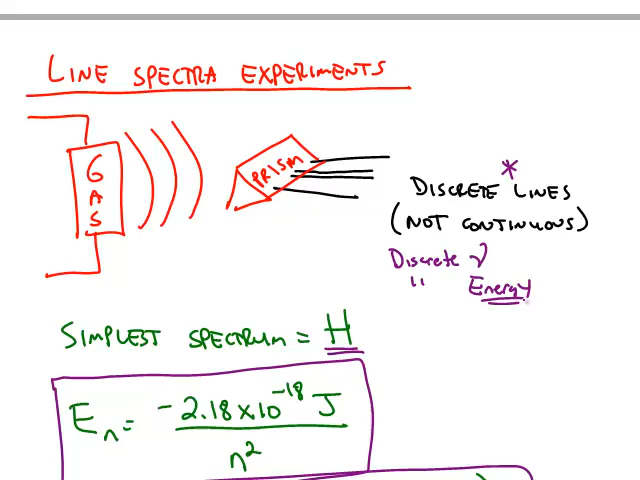 LINE SPECTRA EXPERIMENTS
GAS
PRISM
*
DISCRETE LINES
(NOT CONTINUOUS)
Discrete ν
" Energy
SIMPLEST SPECTRUM = H
Eₙ = -2.18×10⁻¹⁸ J / n²